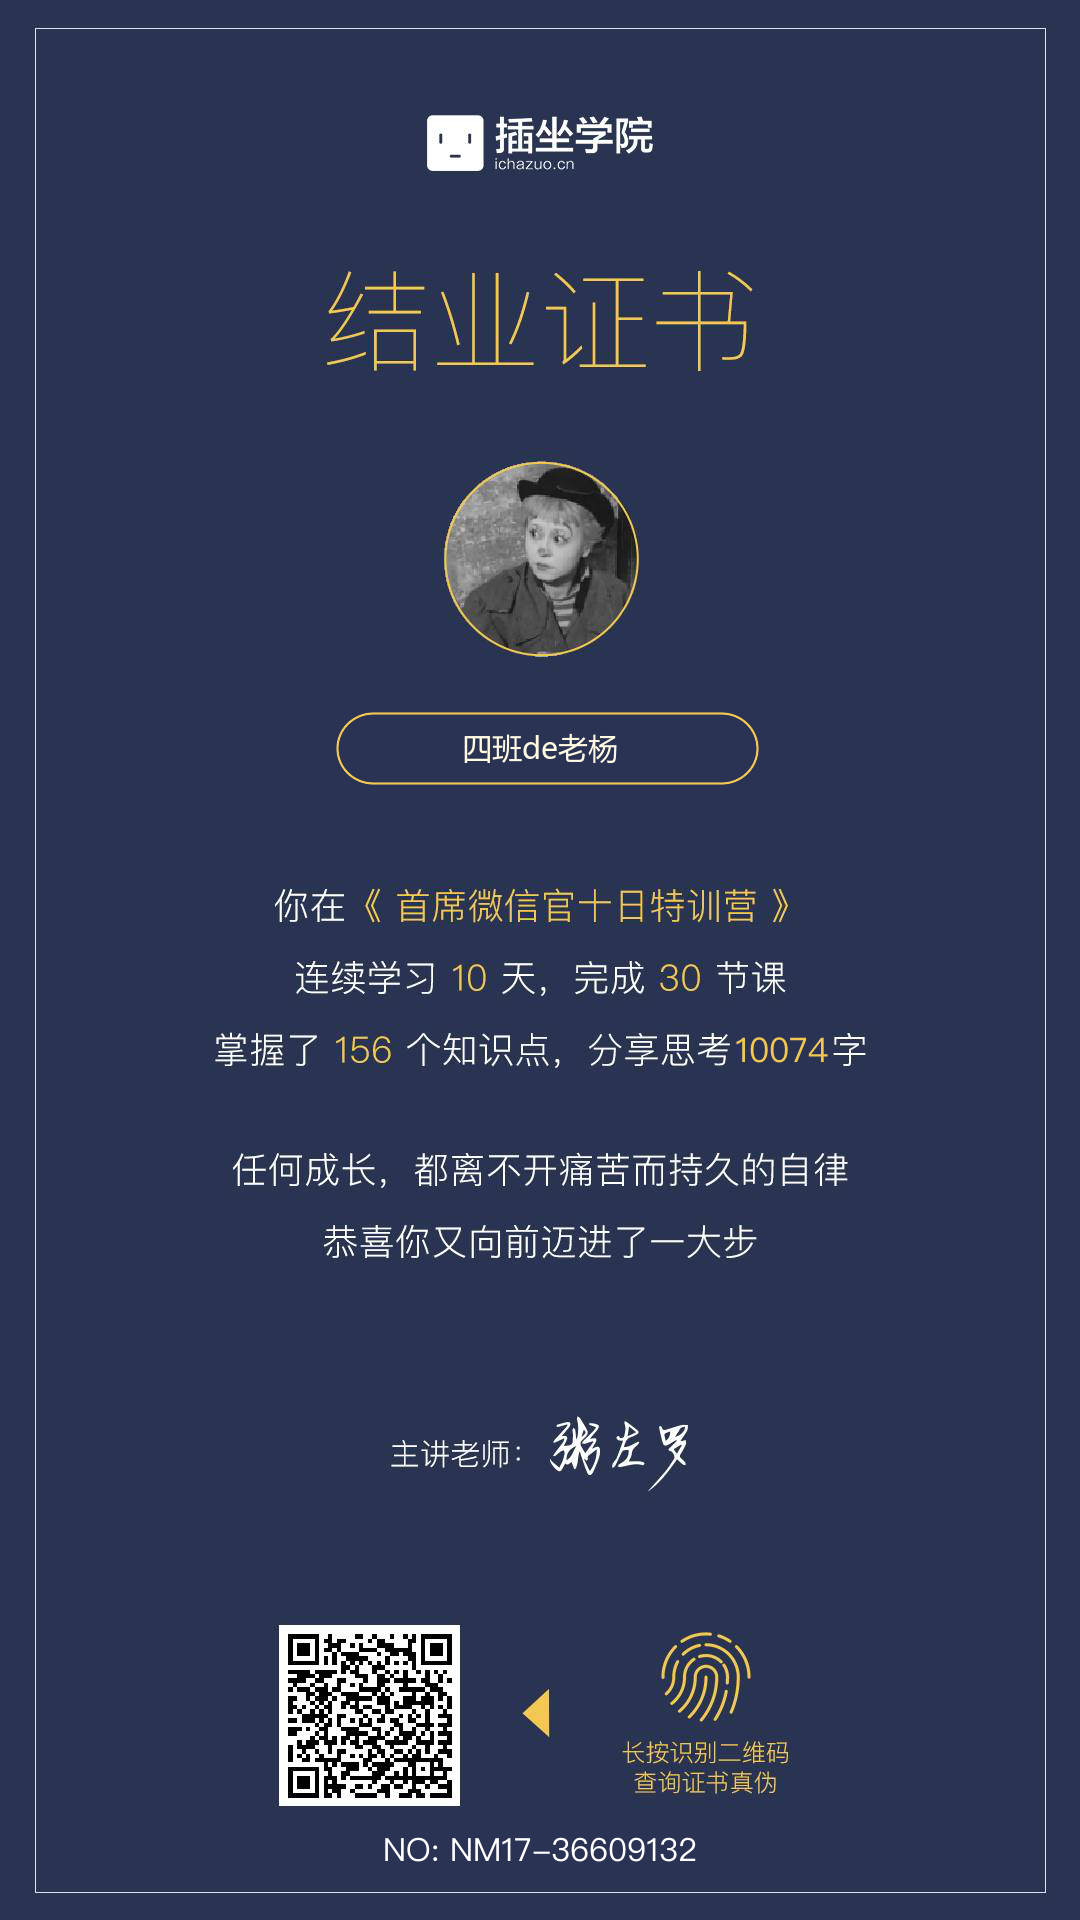 插坐学院
ichazuo.cn
结业证书
四班de老杨
你在《 首席微信官十日特训营 》
连续学习 10 天，完成 30 节课
掌握了 156 个知识点，分享思考10074字
任何成长，都离不开痛苦而持久的自律
恭喜你又向前迈进了一大步
主讲老师：粥左罗
长按识别二维码
查询证书真伪
NO: NM17-36609132